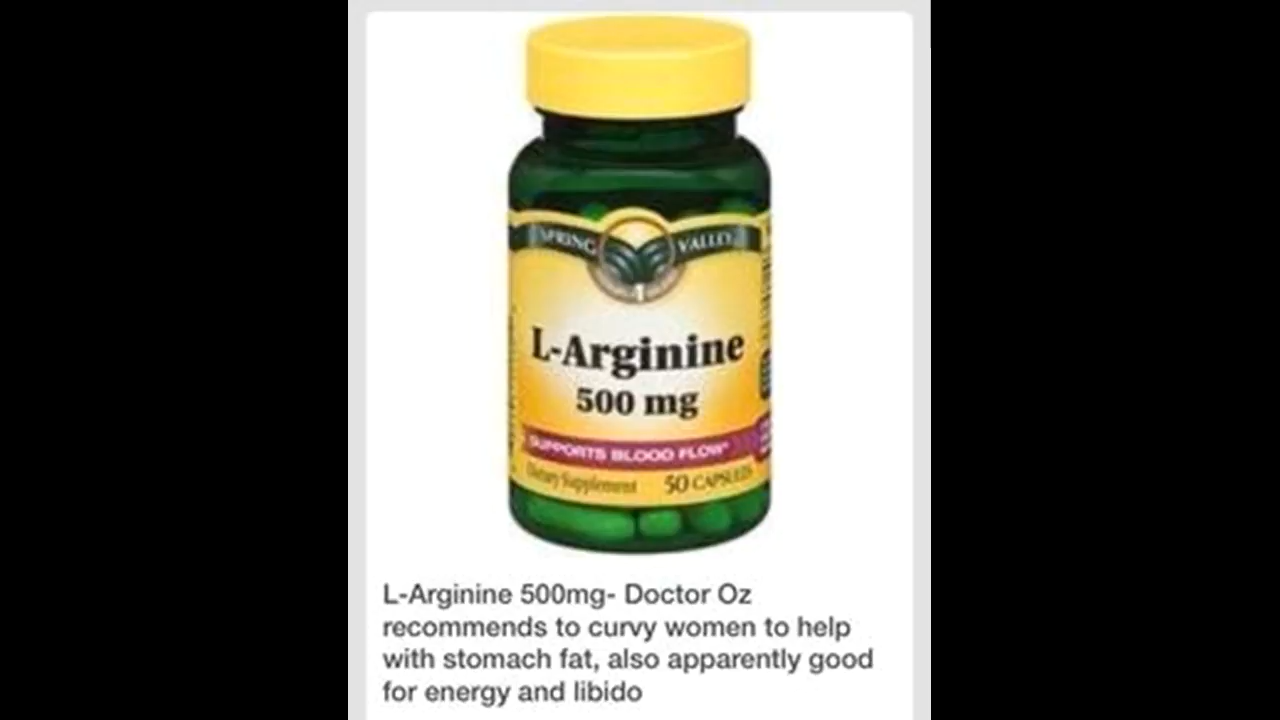 SPRING VALLEY
L-Arginine
500 mg
SUPPORTS BLOOD FLOW*
Dietary Supplement 50 CAPSULES
L-Arginine 500mg- Doctor Oz
recommends to curvy women to help
with stomach fat, also apparently good
for energy and libido